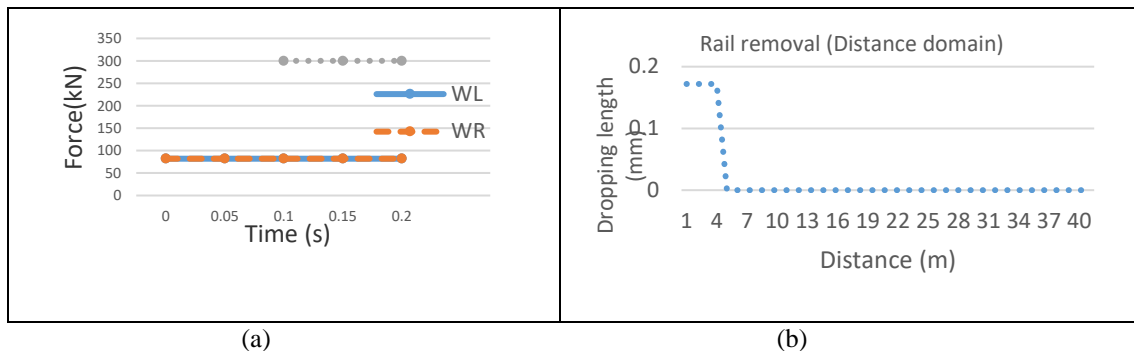 350
300
250
200
150
100
50
0
Force(kN)
WL
WR
0 0.05 0.1 0.15 0.2
Time (s)
(a)
Rail removal (Distance domain)
Dropping length
(mm)
0.2
0.1
0
1 4 7 10 13 16 19 22 25 28 31 34 37 40
Distance (m)
(b)